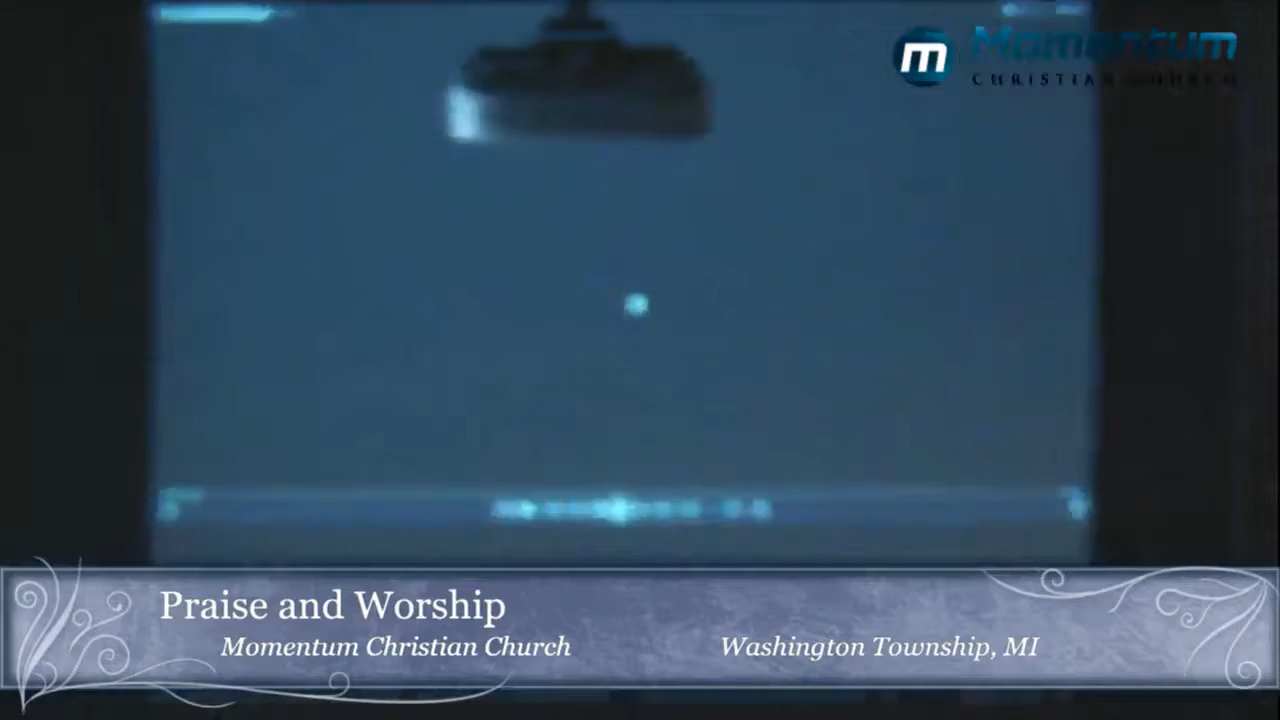 m Momentum
CHRISTIAN CHURCH
Praise and Worship
Momentum Christian Church
Washington Township, MI